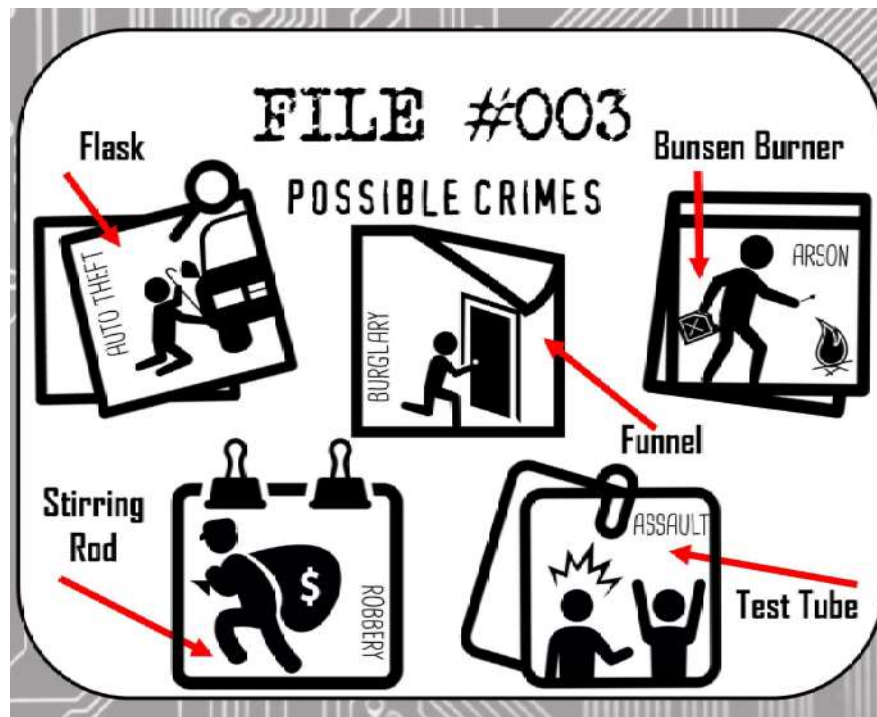 FILE #003
Flask
Bunsen Burner
POSSIBLE CRIMES
AUTO THEFT
BURGLARY
ARSON
Funnel
Stirring
Rod
$
ROBBERY
ASSAULT
Test Tube